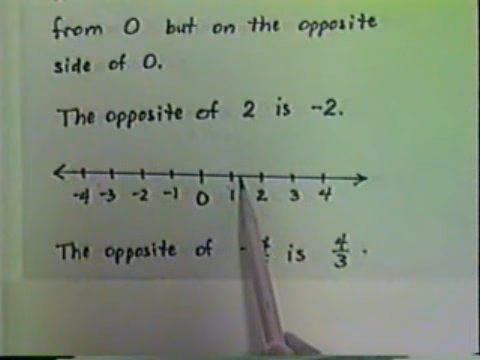 from 0 but on the opposite
side of 0.
The opposite of 2 is -2.
-4 -3 -2 -1 0 1 2 3 4
The opposite of - is 4/3.